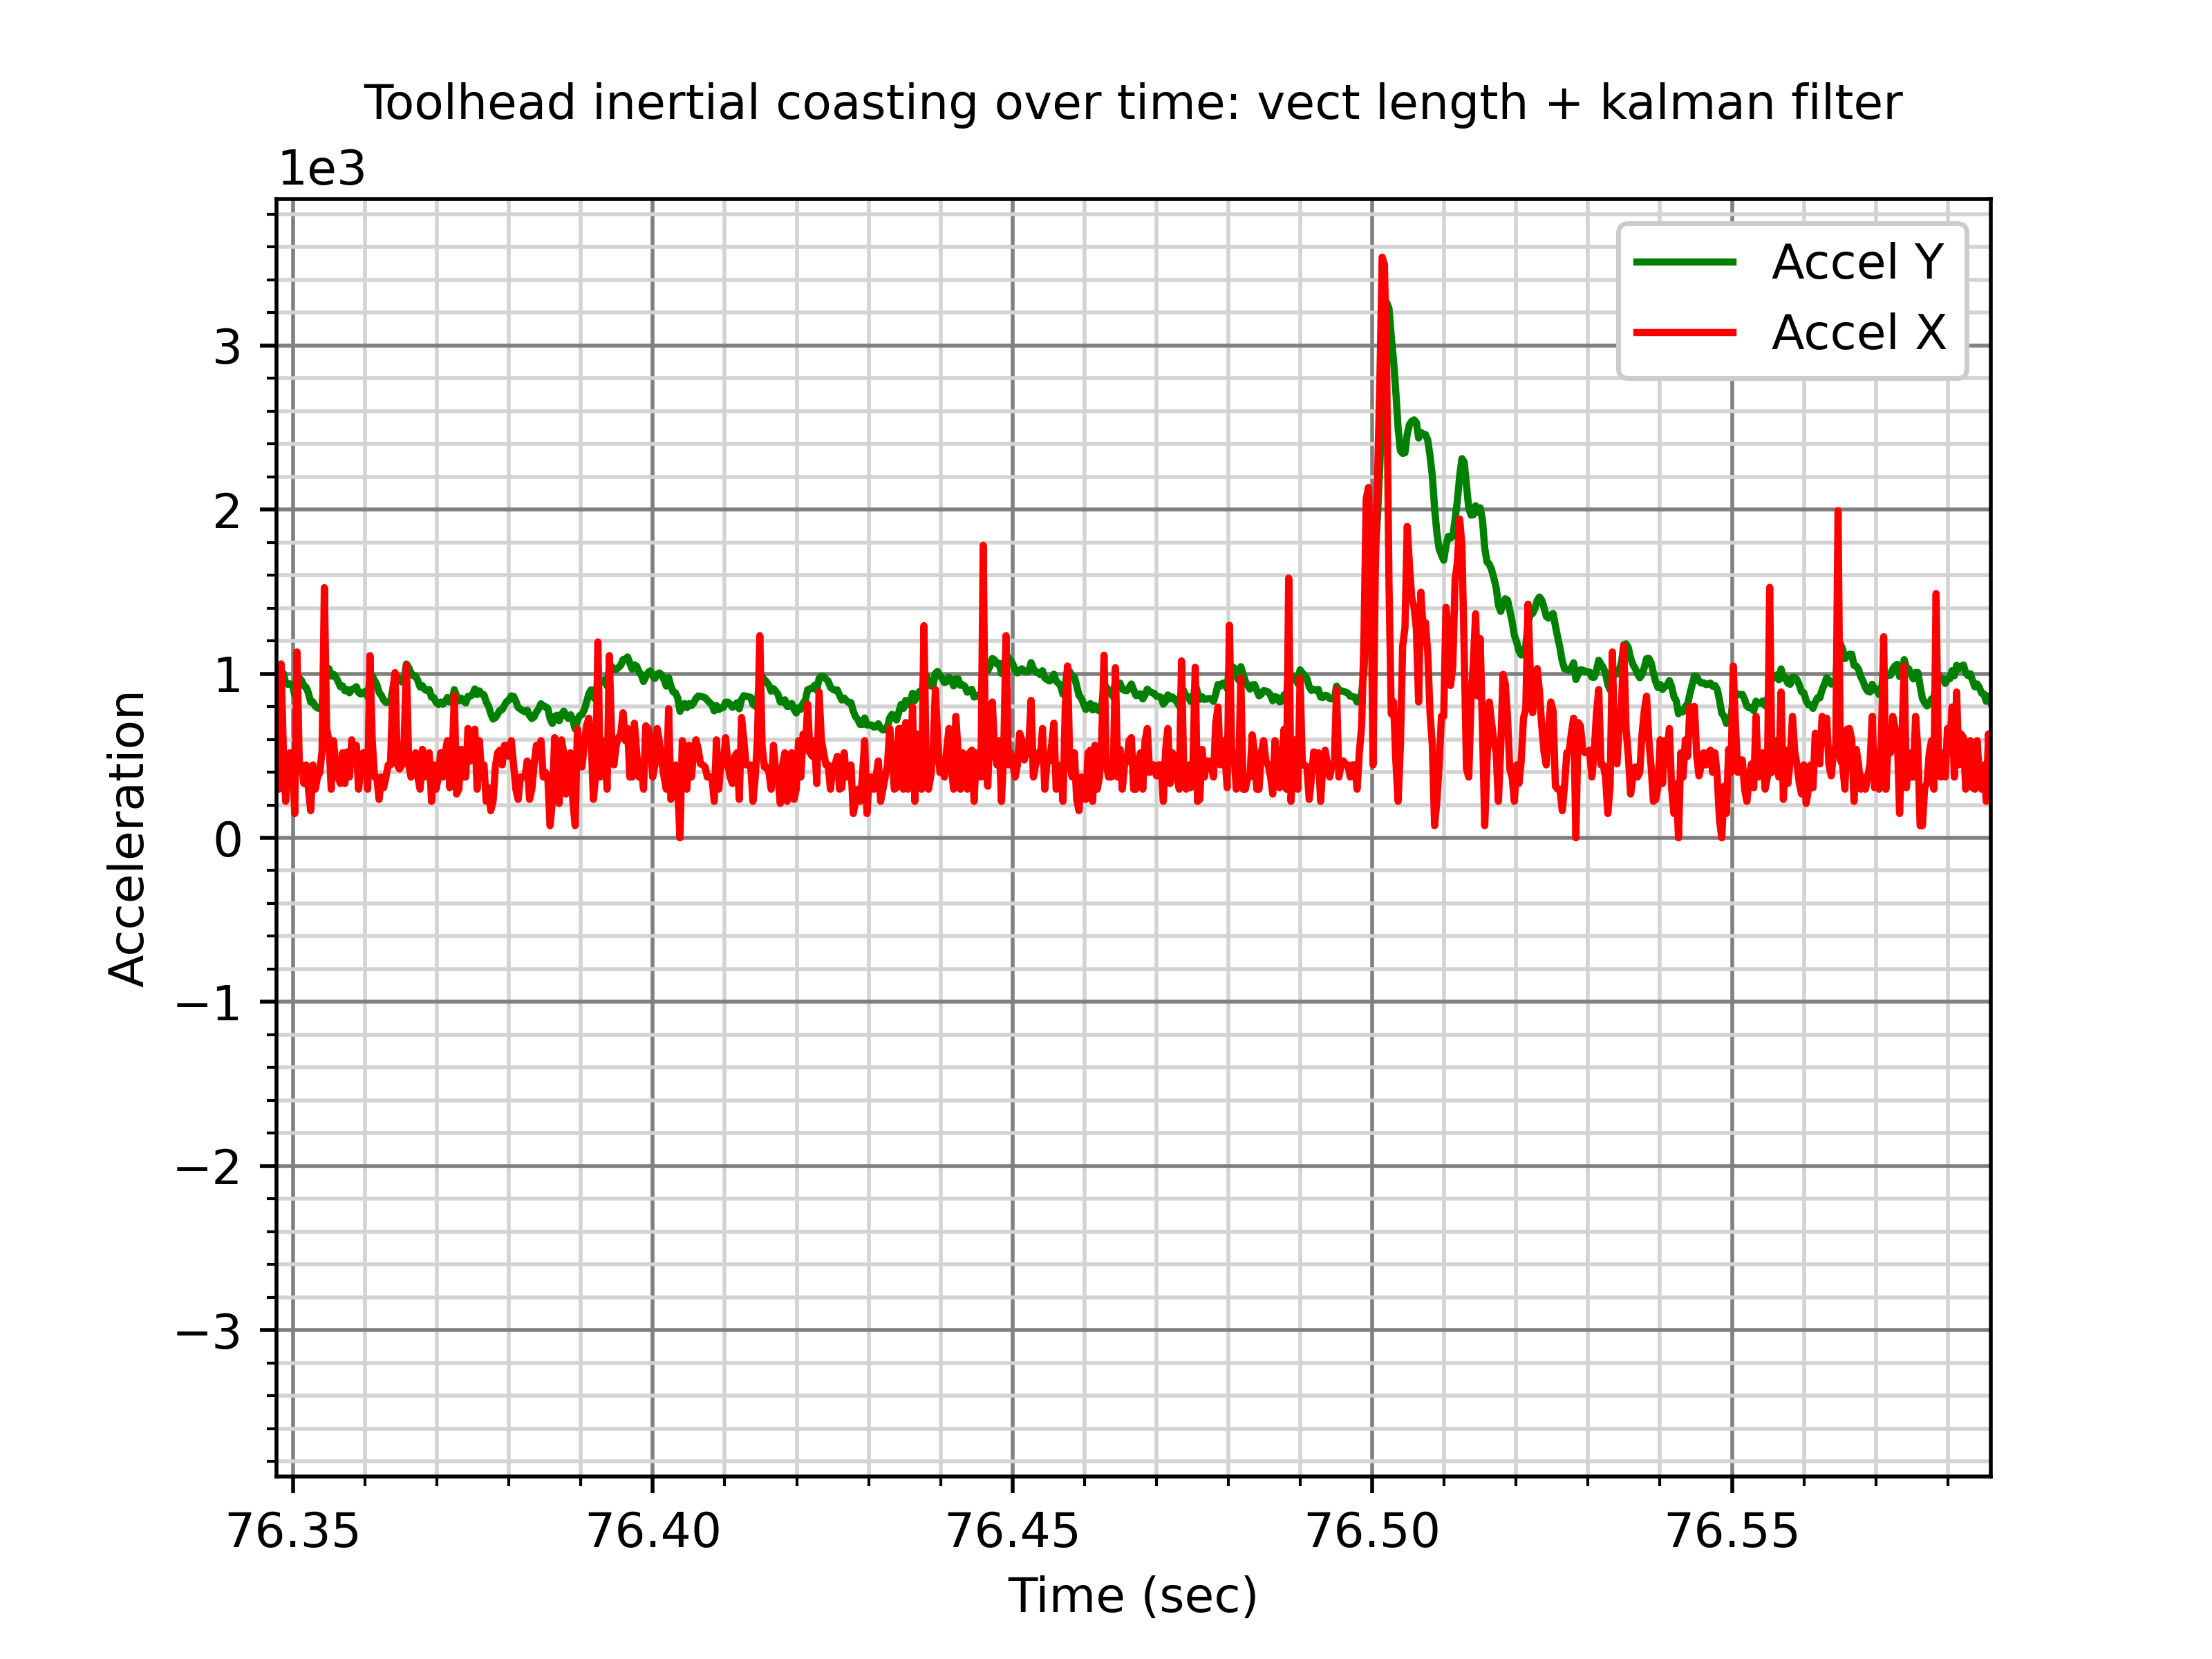 Toolhead inertial coasting over time: vect length + kalman filter
1e3
Accel Y
Accel X
3
2
1
0
−1
−2
−3
Acceleration
76.35 76.40 76.45 76.50 76.55
Time (sec)